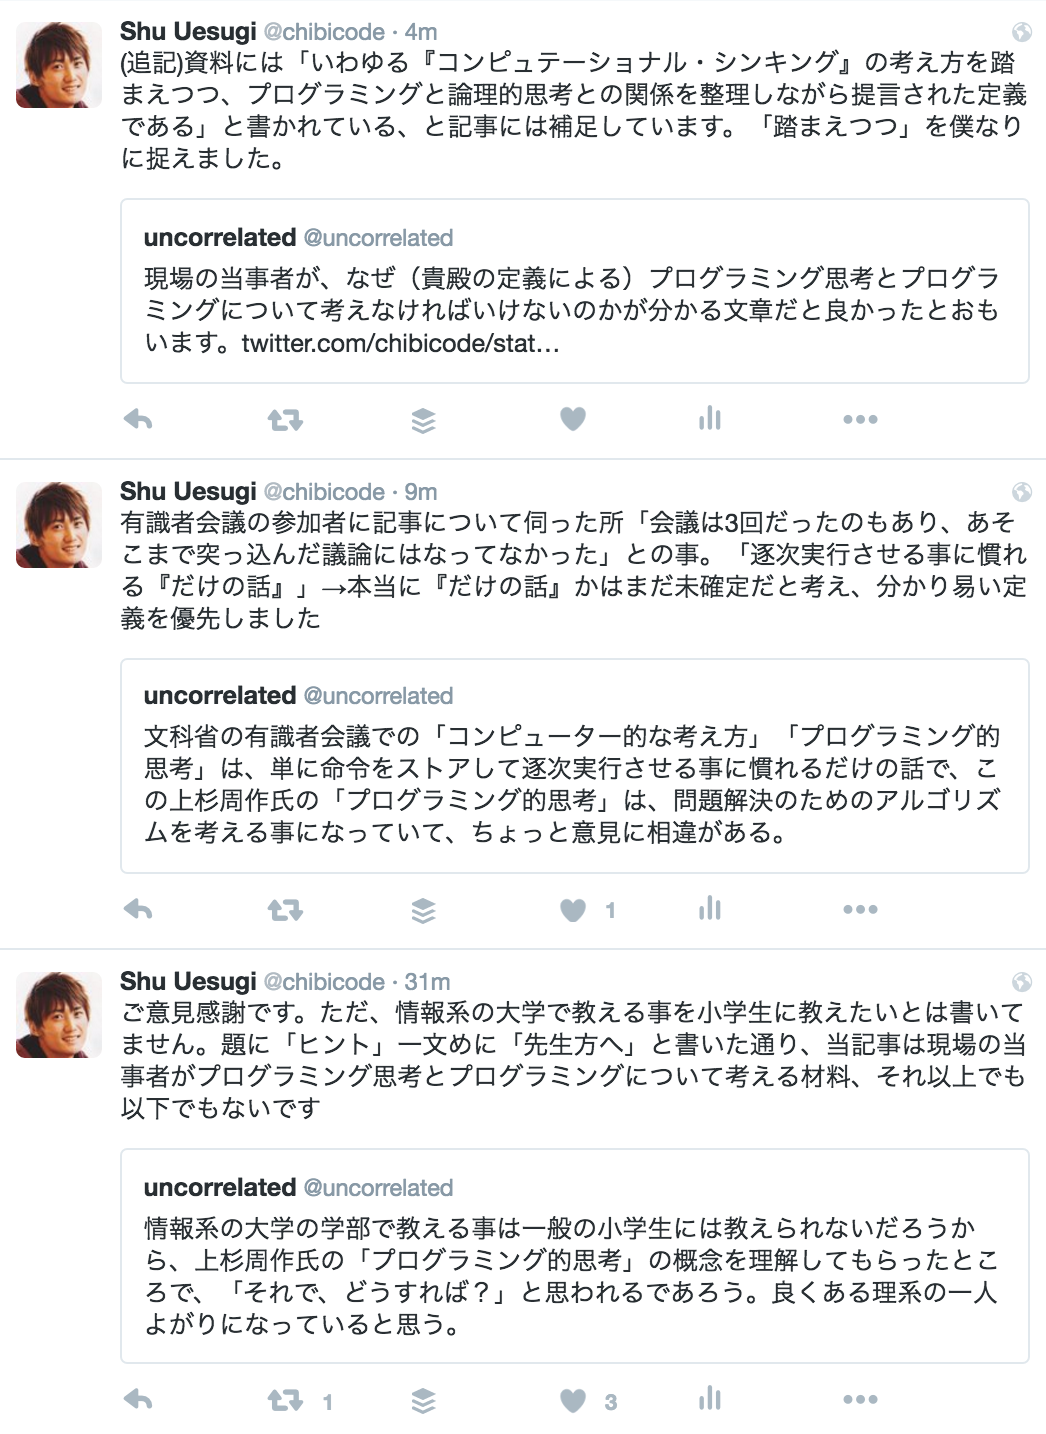 Shu Uesugi @chibicode · 4m
(追記)資料には「いわゆる『コンピュテーショナル・シンキング』の考え方を踏
まえつつ、プログラミングと論理的思考との関係を整理しながら提言された定義
である」と書かれている、と記事には補足しています。「踏まえつつ」を僕なり
に捉えました。
uncorrelated @uncorrelated
現場の当事者が、なぜ（貴殿の定義による）プログラミング思考とプログラ
ミングについて考えなければいけないのかが分かる文章だと良かったとおも
います。twitter.com/chibicode/stat…
Shu Uesugi @chibicode · 9m
有識者会議の参加者に記事について伺った所「会議は3回だったのもあり、あそ
こまで突っ込んだ議論にはなってなかった」との事。「逐次実行させる事に慣れ
る『だけの話』」→本当に『だけの話』かはまだ未確定だと考え、分かり易い定
義を優先しました
uncorrelated @uncorrelated
文科省の有識者会議での「コンピューター的な考え方」「プログラミング的
思考」は、単に命令をストアして逐次実行させる事に慣れるだけの話で、こ
の上杉周作氏の「プログラミング的思考」は、問題解決のためのアルゴリズ
ムを考える事になっていて、ちょっと意見に相違がある。
1
Shu Uesugi @chibicode · 31m
ご意見感謝です。ただ、情報系の大学で教える事を小学生に教えたいとは書いて
ません。題に「ヒント」一文めに「先生方へ」と書いた通り、当記事は現場の当
事者がプログラミング思考とプログラミングについて考える材料、それ以上でも
以下でもないです
uncorrelated @uncorrelated
情報系の大学の学部で教える事は一般の小学生には教えられないだろうか
ら、上杉周作氏の「プログラミング的思考」の概念を理解してもらったとこ
ろで、「それで、どうすれば？」と思われるであろう。良くある理系の一人
よがりになっていると思う。
1 3